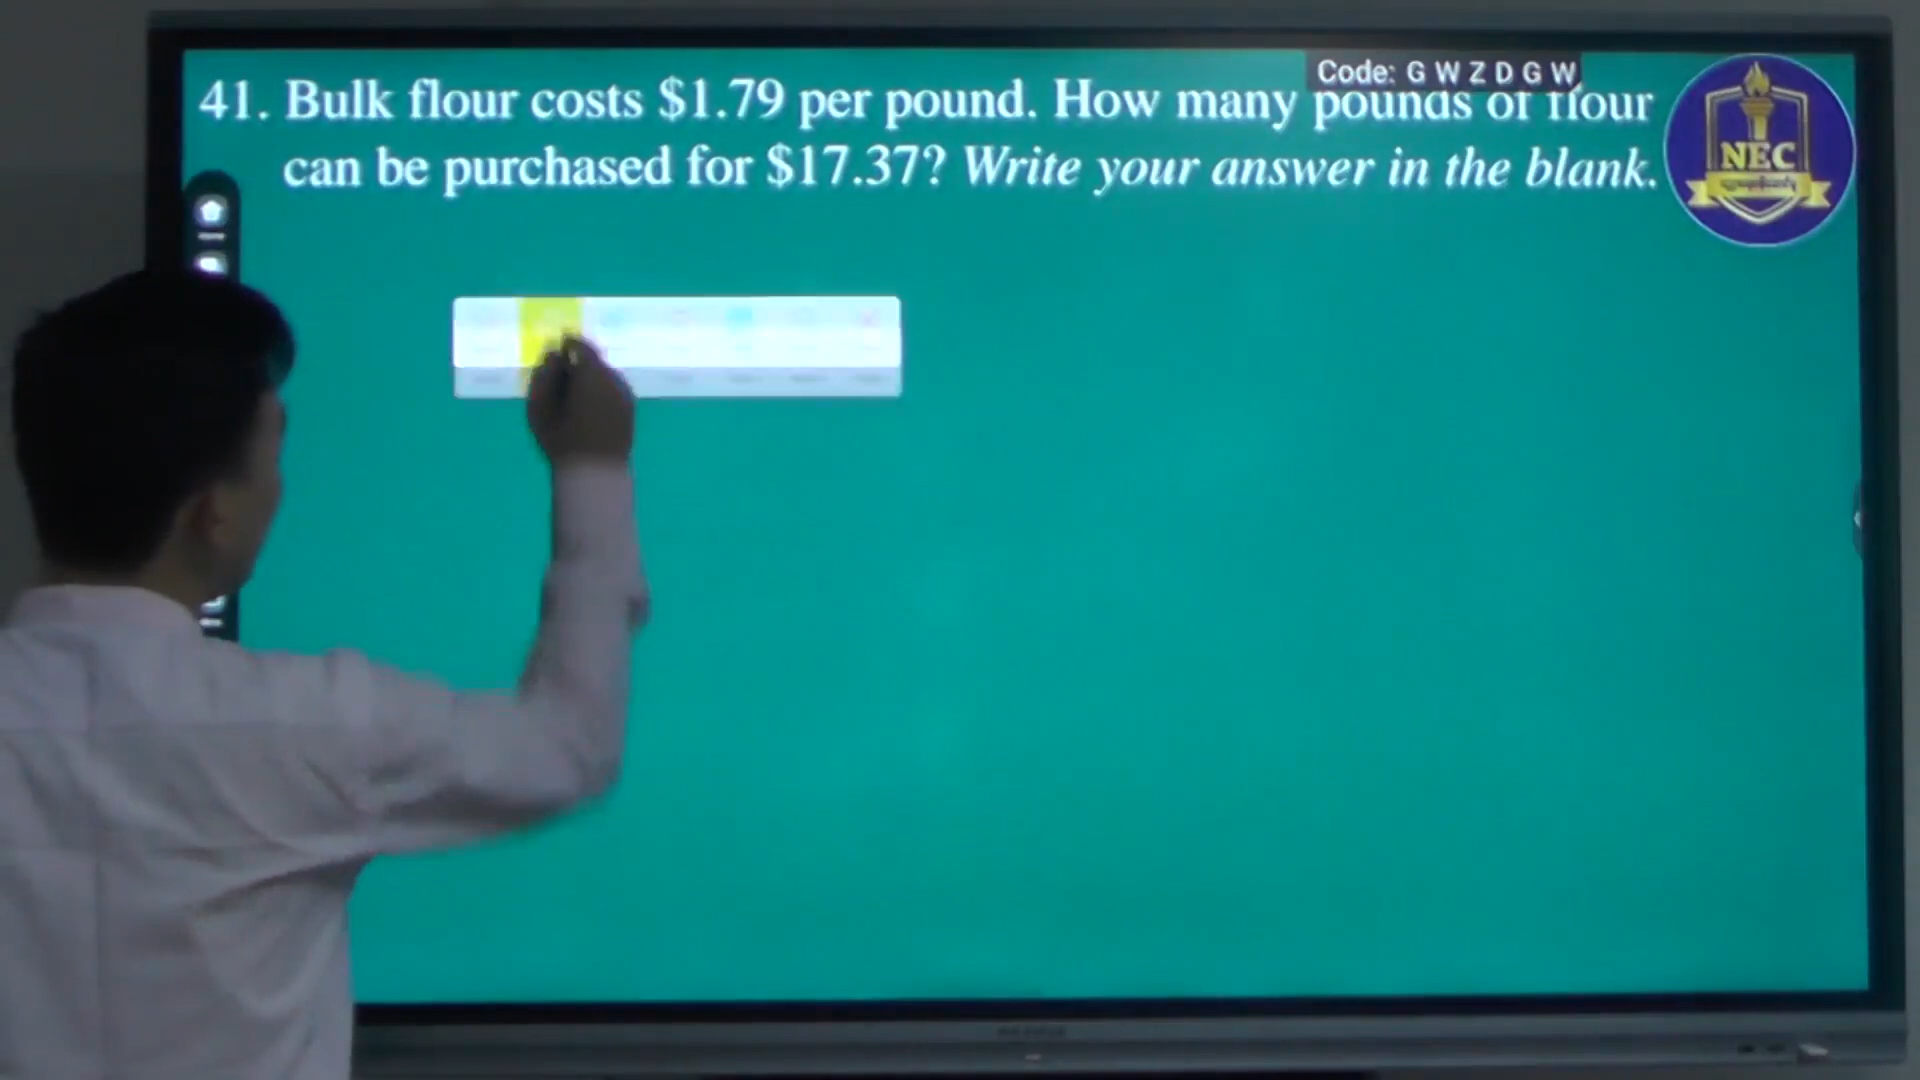 Code: G W Z D G W
41. Bulk flour costs $1.79 per pound. How many pounds of flour
can be purchased for $17.37? Write your answer in the blank.
NEC